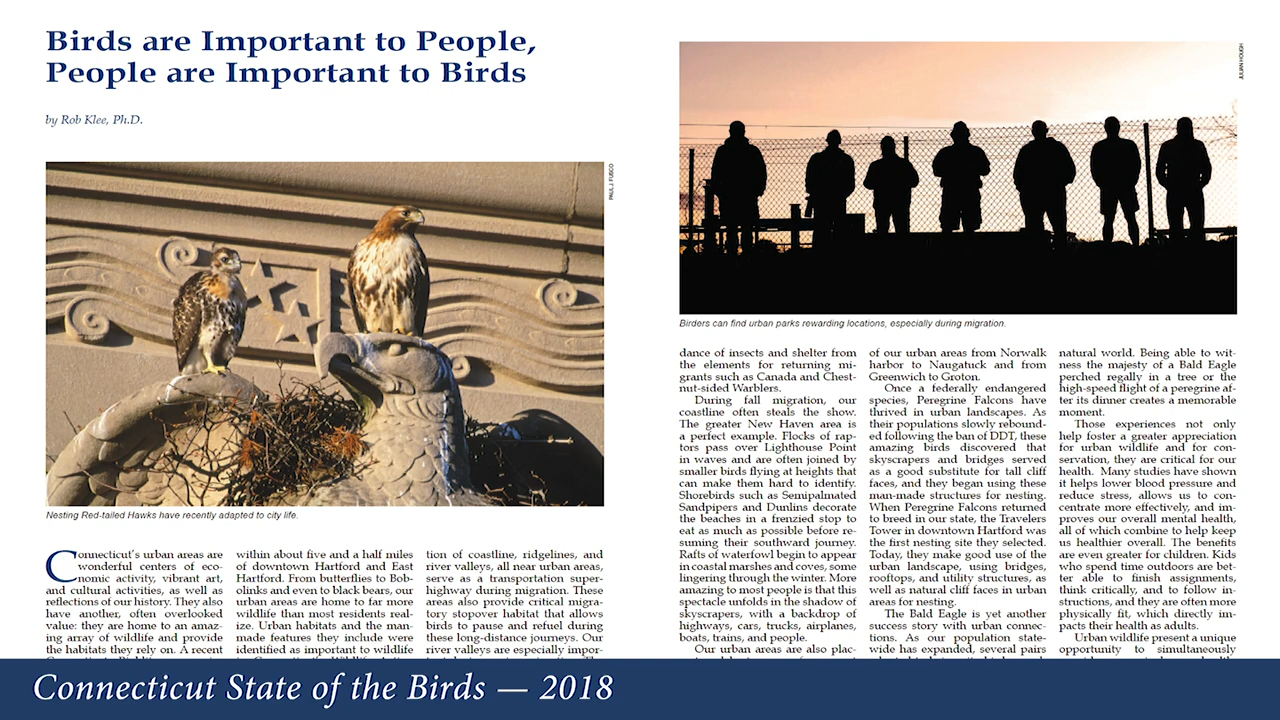 Birds are Important to People,
People are Important to Birds
by Rob Klee, Ph.D.
PAUL J. FUSCO
Nesting Red-tailed Hawks have recently adapted to city life.
Connecticut's urban areas are
wonderful centers of eco-
nomic activity, vibrant art,
and cultural activities, as well as
reflections of our history. They also
have another, often overlooked
value: they are home to an amaz-
ing array of wildlife and provide
the habitats they rely on. A recent
within about five and a half miles
of downtown Hartford and East
Hartford. From butterflies to Bob-
olinks and even to black bears, our
urban areas are home to far more
wildlife than most residents real-
ize. Urban habitats and the man-
made features they include were
identified as important to wildlife
tion of coastline, ridgelines, and
river valleys, all near urban areas,
serve as a transportation super-
highway during migration. These
areas also provide critical migra-
tory stopover habitat that allows
birds to pause and refuel during
these long-distance journeys. Our
river valleys are especially impor-
JULIAN HOUGH
Birders can find urban parks rewarding locations, especially during migration.
dance of insects and shelter from
the elements for returning mi-
grants such as Canada and Chest-
nut-sided Warblers.
During fall migration, our
coastline often steals the show.
The greater New Haven area is
a perfect example. Flocks of rap-
tors pass over Lighthouse Point
in waves and are often joined by
smaller birds flying at heights that
can make them hard to identify.
Shorebirds such as Semipalmated
Sandpipers and Dunlins decorate
the beaches in a frenzied stop to
eat as much as possible before re-
suming their southward journey.
Rafts of waterfowl begin to appear
in coastal marshes and coves, some
lingering through the winter. More
amazing to most people is that this
spectacle unfolds in the shadow of
skyscrapers, with a backdrop of
highways, cars, trucks, airplanes,
boats, trains, and people.
Our urban areas are also plac-
of our urban areas from Norwalk
harbor to Naugatuck and from
Greenwich to Groton.
Once a federally endangered
species, Peregrine Falcons have
thrived in urban landscapes. As
their populations slowly rebound-
ed following the ban of DDT, these
amazing birds discovered that
skyscrapers and bridges served
as a good substitute for tall cliff
faces, and they began using these
man-made structures for nesting.
When Peregrine Falcons returned
to breed in our state, the Travelers
Tower in downtown Hartford was
the first nesting site they selected.
Today, they make good use of the
urban landscape, using bridges,
rooftops, and utility structures, as
well as natural cliff faces in urban
areas for nesting.
The Bald Eagle is yet another
success story with urban connec-
tions. As our population state-
wide has expanded, several pairs
natural world. Being able to wit-
ness the majesty of a Bald Eagle
perched regally in a tree or the
high-speed flight of a peregrine af-
ter its dinner creates a memorable
moment.
Those experiences not only
help foster a greater appreciation
for urban wildlife and for con-
servation, they are critical for our
health. Many studies have shown
it helps lower blood pressure and
reduce stress, allows us to con-
centrate more effectively, and im-
proves our overall mental health,
all of which combine to help keep
us healthier overall. The benefits
are even greater for children. Kids
who spend time outdoors are bet-
ter able to finish assignments,
think critically, and to follow in-
structions, and they are often more
physically fit, which directly im-
pacts their health as adults.
Urban wildlife present a unique
opportunity to simultaneously
Connecticut State of the Birds — 2018